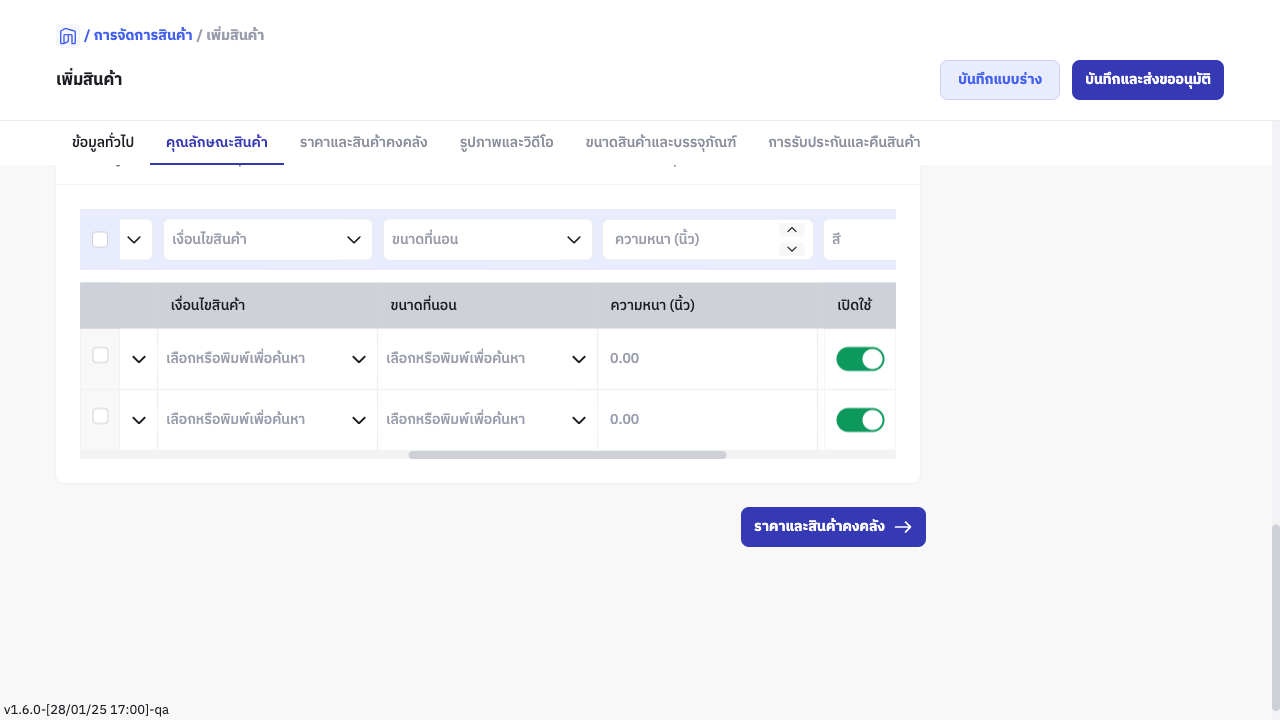 / การจัดการสินค้า / เพิ่มสินค้า
เพิ่มสินค้า
บันทึกแบบร่าง
บันทึกและส่งขออนุมัติ
ข้อมูลทั่วไป
คุณลักษณะสินค้า
ราคาและสินค้าคงคลัง
รูปภาพและวิดีโอ
ขนาดสินค้าและบรรจุภัณฑ์
การรับประกันและคืนสินค้า
เงื่อนไขสินค้า
ขนาดที่นอน
ความหนา (นิ้ว)
สี
เงื่อนไขสินค้า
ขนาดที่นอน
ความหนา (นิ้ว)
เปิดใช้
เลือกหรือพิมพ์เพื่อค้นหา
เลือกหรือพิมพ์เพื่อค้นหา
0.00
เลือกหรือพิมพ์เพื่อค้นหา
เลือกหรือพิมพ์เพื่อค้นหา
0.00
ราคาและสินค้าคงคลัง
v1.6.0-[28/01/25 17:00]-qa